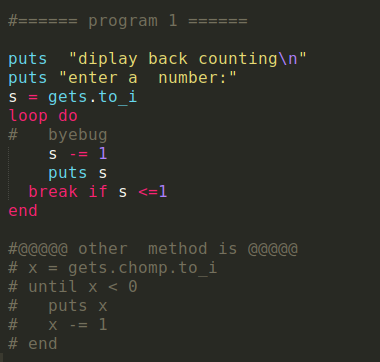 #====== program 1 ======
puts  "diplay back counting\n"
puts "enter a  number:"
s = gets.to_i
loop do
#   byebug
    s -= 1
    puts s
  break if s <=1
end
#@@@@@ other  method is @@@@@
# x = gets.chomp.to_i
# until x < 0
#   puts x
#   x -= 1
# end